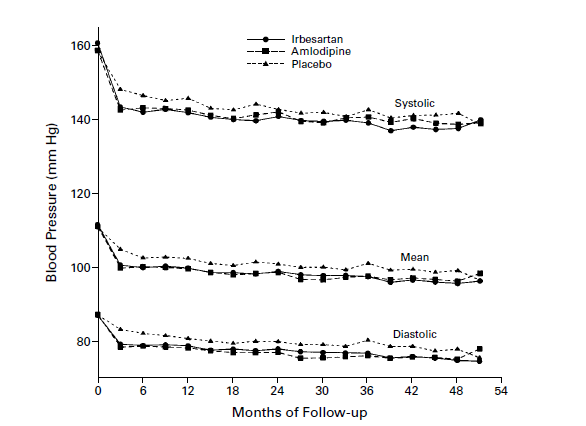 Irbesartan
Amlodipine
Placebo
160
140
120
100
80
Blood Pressure (mm Hg)
Systolic
Mean
Diastolic
0 6 12 18 24 30 36 42 48 54
Months of Follow-up